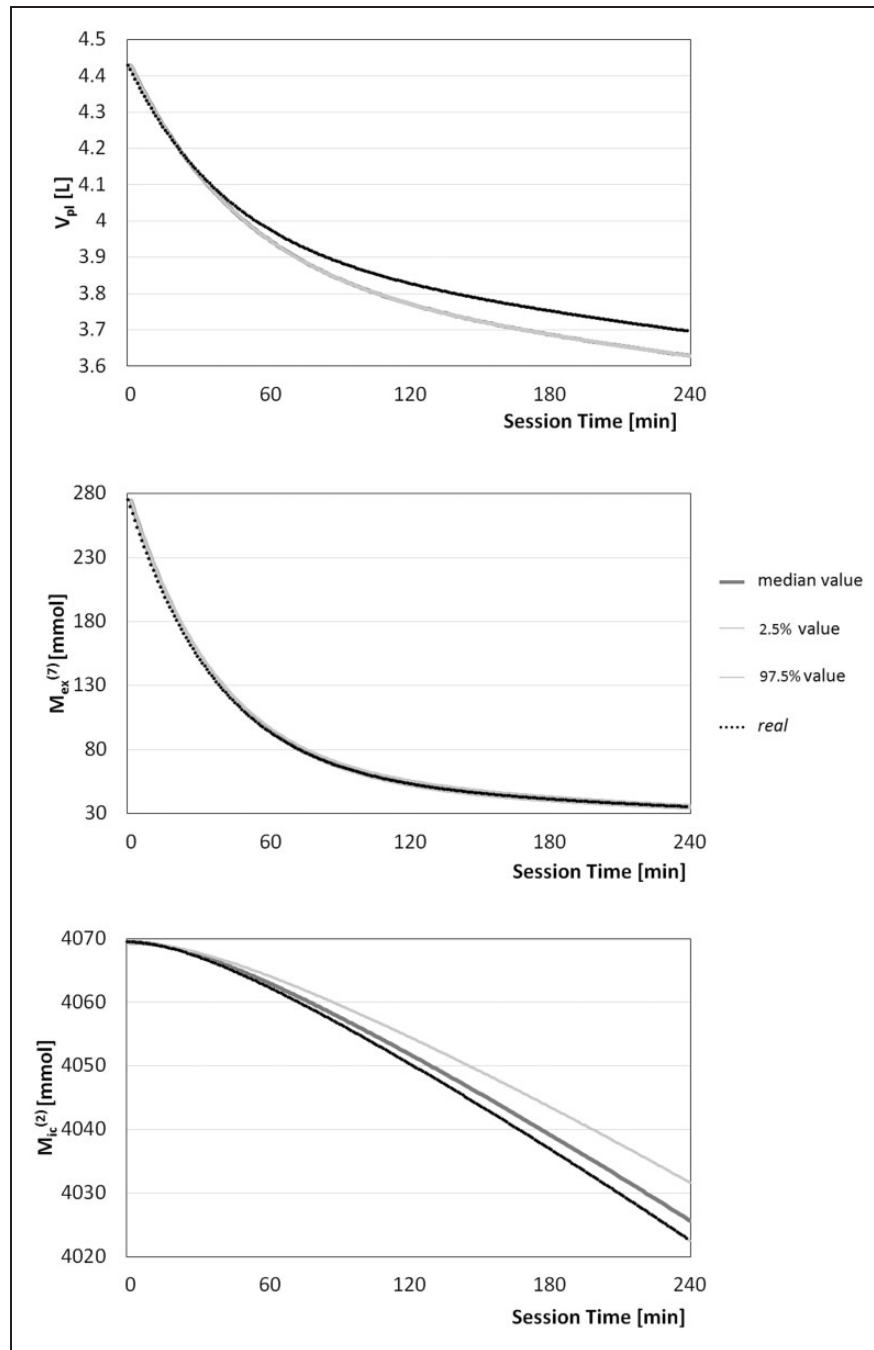 4.5
4.4
4.3
4.2
4.1
4
3.9
3.8
3.7
3.6
V_pl [L]
0 60 120 180 240
Session Time [min]
280
230
180
130
80
30
M_ex^(7) [mmol]
0 60 120 180 240
Session Time [min]
median value
2.5% value
97.5% value
real
4070
4060
4050
4040
4030
4020
M_ic^(2) [mmol]
0 60 120 180 240
Session Time [min]